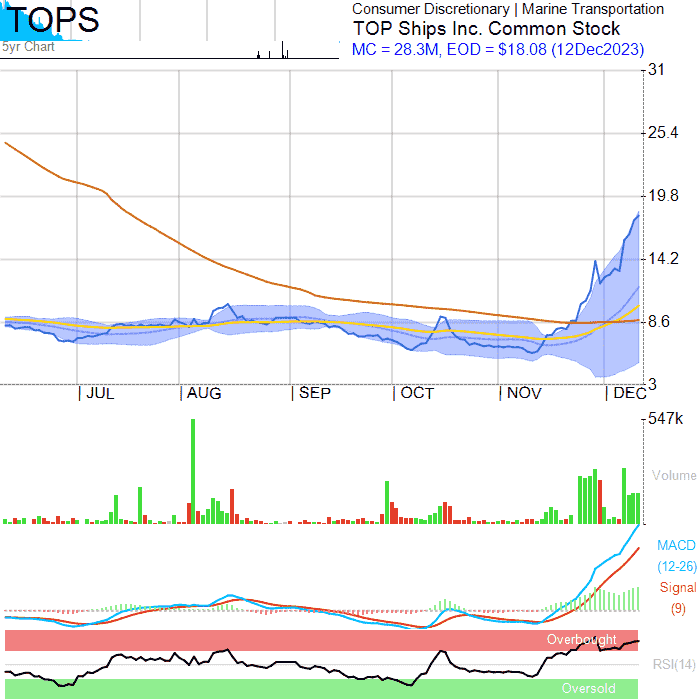 TOPS
5yr Chart
Consumer Discretionary | Marine Transportation
TOP Ships Inc. Common Stock
MC = 28.3M, EOD = $18.08 (12Dec2023)
31
25.4
19.8
14.2
8.6
3
JUL
AUG
SEP
OCT
NOV
DEC
547k
Volume
MACD
(12-26)
Signal
(9)
Overbought
RSI(14)
Oversold